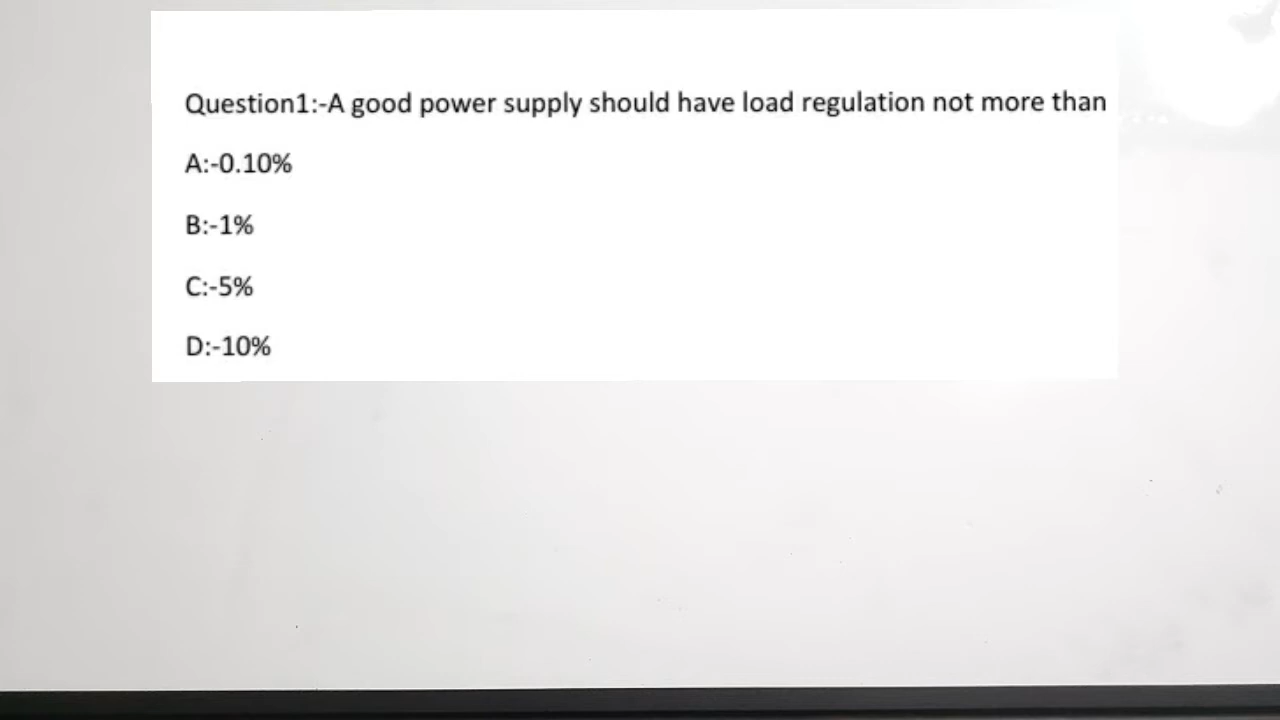 Question1:-A good power supply should have load regulation not more than
A:-0.10%
B:-1%
C:-5%
D:-10%